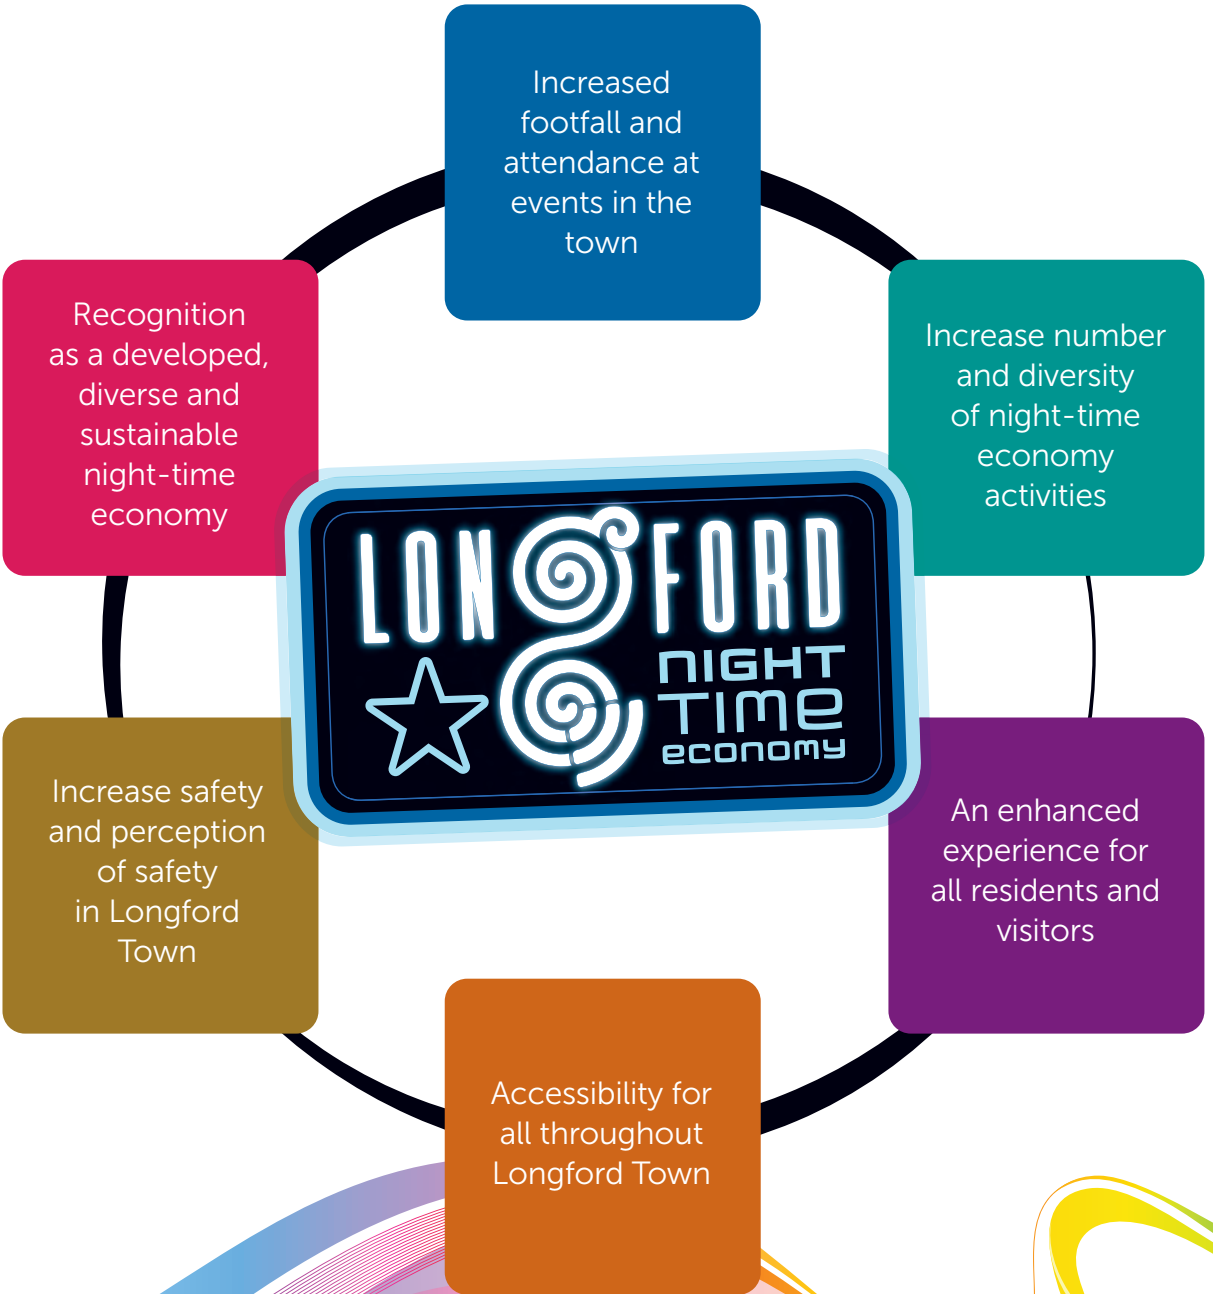 Increased
footfall and
attendance at
events in the
town
Recognition
as a developed,
diverse and
sustainable
night-time
economy
Increase number
and diversity
of night-time
economy
activities
LONGFORD
NIGHT
TIME
economy
Increase safety
and perception
of safety
in Longford
Town
An enhanced
experience for
all residents and
visitors
Accessibility for
all throughout
Longford Town